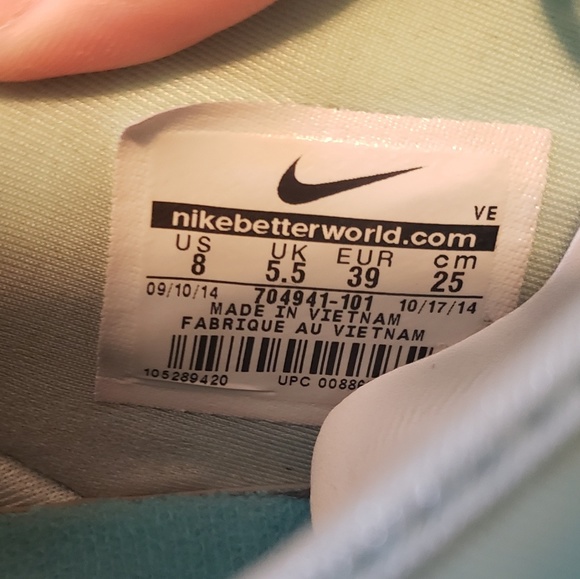 VE
nikebetterworld.com
US UK EUR cm
8 5.5 39 25
09/10/14 704941-101 10/17/14
MADE IN VIETNAM
FABRIQUE AU VIETNAM
105289420 UPC 0088